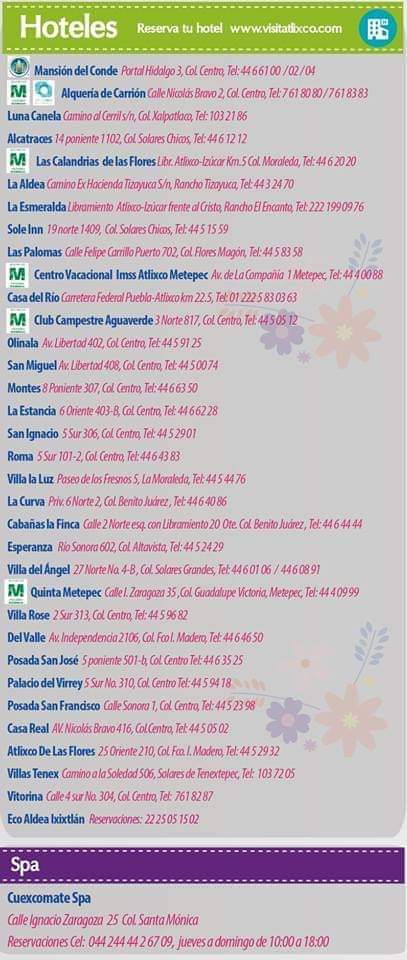 Hoteles Reserva tu hotel www.visitatlixco.com
Mansión del Conde Portal Hidalgo 3, Col. Centro, Tel: 44 6 61 00 / 02 / 04
M Alquería de Carrión Calle Nicolás Bravo 2, Col. Centro, Tel: 7 61 80 80 / 7 61 83 83
Luna Canela Camino al Cerril s/n, Col. Xalpatlaco, Tel: 103 21 86
Alcatraces 14 poniente 1102, Col. Solares Chicos, Tel: 44 6 12 12
M Las Calandrias de las Flores Libr. Atlixco-Izúcar Km.5 Col. Moraleda, Tel: 44 6 20 20
La Aldea Camino Ex Hacienda Tizayuca S/n, Rancho Tizayuca, Tel: 44 3 24 70
La Esmeralda Libramiento Atlixco-Izúcar frente al Cristo, Rancho El Encanto, Tel: 222 199 09 76
Sole Inn 19 norte 1409, Col. Solares Chicos, Tel: 44 5 15 59
Las Palomas Calle Felipe Carrillo Puerto 702, Col. Flores Magón, Tel: 44 5 83 58
M Centro Vacacional Imss Atlixco Metepec Av. de La Compañía 1 Metepec, Tel: 44 4 00 88
Casa del Río Carretera Federal Puebla-Atlixco km 22.5, Tel: 01 222 5 83 03 63
M Club Campestre Aguaverde 3 Norte 817, Col. Centro, Tel: 44 5 05 12
Olinala Av. Libertad 402, Col. Centro, Tel: 44 5 91 25
San Miguel Av. Libertad 408, Col. Centro, Tel: 44 5 00 74
Montes 8 Poniente 307, Col. Centro, Tel: 44 6 63 50
La Estancia 6 Oriente 403-B, Col. Centro, Tel: 44 6 62 28
San Ignacio 5 Sur 306, Col. Centro, Tel: 44 5 29 01
Roma 5 Sur 101-2, Col. Centro, Tel: 44 6 43 83
Villa la Luz Paseo de los Fresnos 5, La Moraleda, Tel: 44 5 44 76
La Curva Priv. 6 Norte 2, Col. Benito Juárez , Tel: 44 6 40 86
Cabañas la Finca Calle 2 Norte esq. con Libramiento 20 Ote. Col. Benito Juárez , Tel: 44 6 44 44
Esperanza Río Sonora 602, Col. Altavista, Tel: 44 5 24 29
Villa del Ángel 27 Norte No. 4-B , Col. Solares Grandes, Tel: 44 6 01 06 / 44 6 08 91
M Quinta Metepec Calle I. Zaragoza 35 ,Col. Guadalupe Victoria, Metepec, Tel: 44 4 09 99
Villa Rose 2 Sur 313, Col. Centro, Tel: 44 5 96 82
Del Valle Av. Independencia 2106, Col. Fco I. Madero, Tel: 44 6 46 50
Posada San José 5 poniente 501-b, Col. Centro Tel: 44 6 35 25
Palacio del Virrey 5 Sur No. 310, Col. Centro Tel: 44 5 94 18
Posada San Francisco Calle Sonora 1, Col. Centro, Tel: 44 5 23 98
Casa Real AV. Nicolás Bravo 416, Col.Centro, Tel: 44 5 05 02
Atlixco De Las Flores 25 Oriente 210, Col. Fco. I. Madero, Tel: 44 5 29 32
Villas Tenex Camino a la Soledad 506, Solares de Tenextepec, Tel: 103 72 05
Vitorina Calle 4 sur No. 304, Col. Centro, Tel: 761 82 87
Eco Aldea Ixixtlán Reservaciones: 22 25 05 15 02
Spa
Cuexcomate Spa
Calle Ignacio Zaragoza 25 Col. Santa Mónica
Reservaciones Cel: 044 244 44 2 67 09, jueves a domingo de 10:00 a 18:00